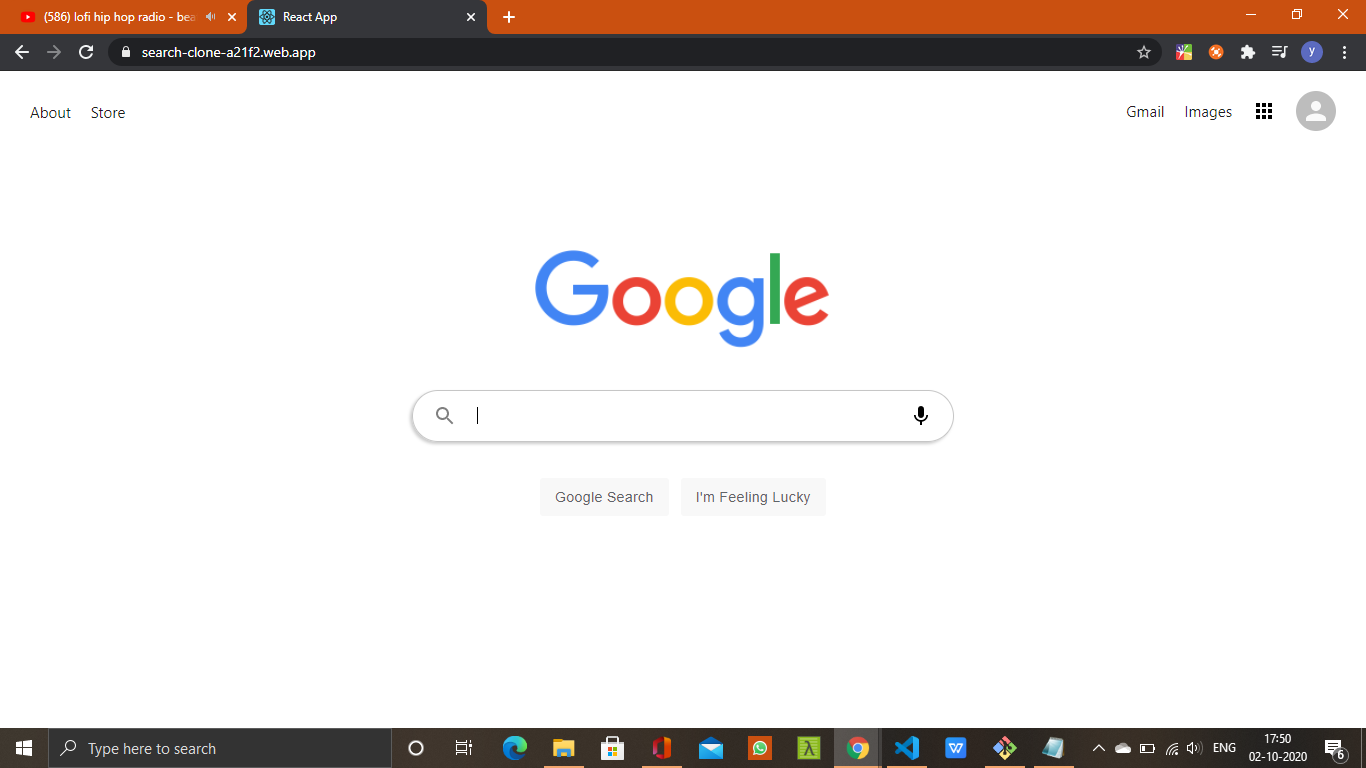 (586) lofi hip hop radio - bea
React App
search-clone-a21f2.web.app
y
About Store
Gmail Images
Google
Google Search I'm Feeling Lucky
Type here to search
W
λ
ENG
17:50
02-10-2020
6